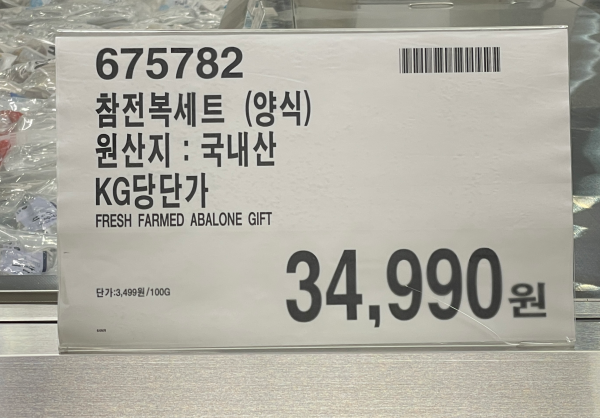 675782
참전복세트 (양식)
원산지 : 국내산
KG당단가
FRESH FARMED ABALONE GIFT
단가:3,499원/100G
34,990원